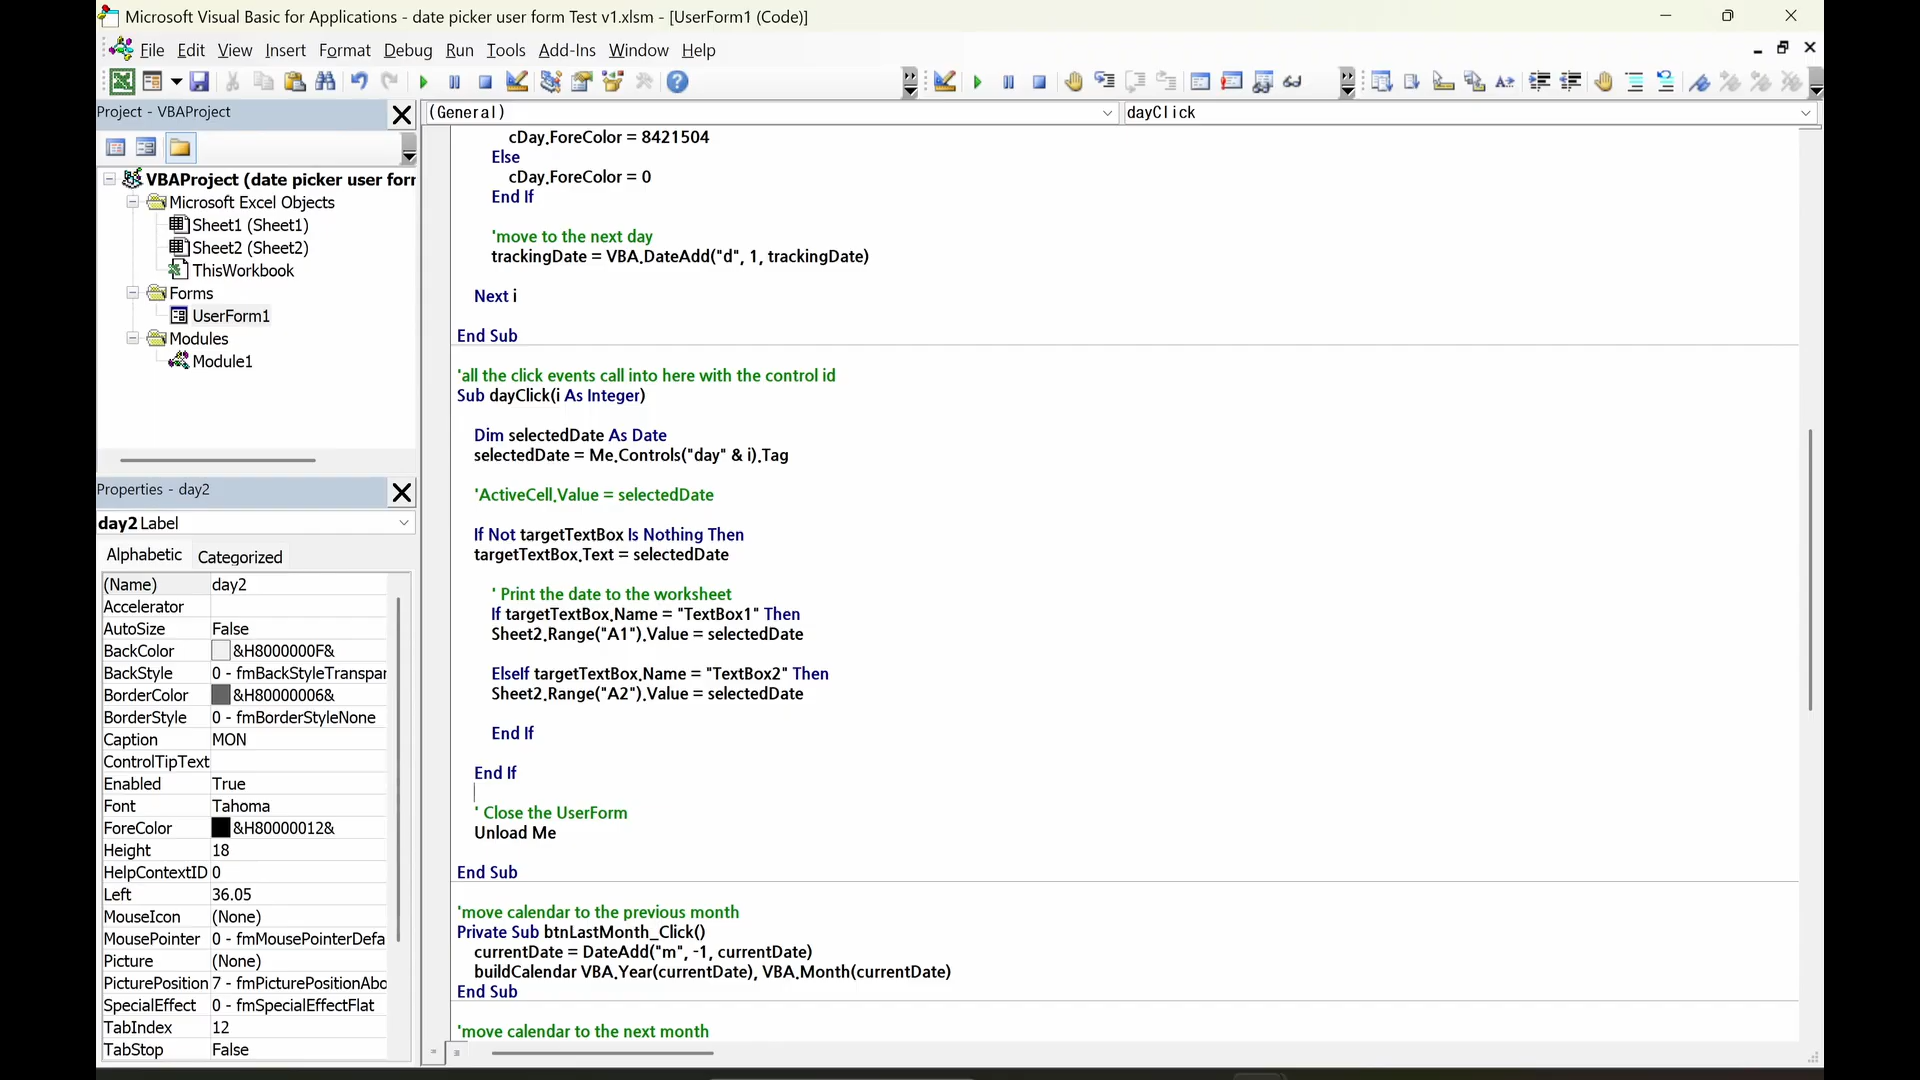 Microsoft Visual Basic for Applications - date picker user form Test v1.xlsm - [UserForm1 (Code)]
File Edit View Insert Format Debug Run Tools Add-Ins Window Help
Project - VBAProject
(General)
dayClick
VBAProject (date picker user forr
Microsoft Excel Objects
Sheet1 (Sheet1)
Sheet2 (Sheet2)
ThisWorkbook
Forms
UserForm1
Modules
Module1
Properties - day2
day2 Label
Alphabetic Categorized
(Name) day2
Accelerator
AutoSize False
BackColor &H8000000F&
BackStyle 0 - fmBackStyleTranspar
BorderColor &H80000006&
BorderStyle 0 - fmBorderStyleNone
Caption MON
ControlTipText
Enabled True
Font Tahoma
ForeColor &H80000012&
Height 18
HelpContextID 0
Left 36.05
MouseIcon (None)
MousePointer 0 - fmMousePointerDefa
Picture (None)
PicturePosition 7 - fmPicturePositionAbo
SpecialEffect 0 - fmSpecialEffectFlat
TabIndex 12
TabStop False
cDay.ForeColor = 8421504
Else
cDay.ForeColor = 0
End If
'move to the next day
trackingDate = VBA.DateAdd("d", 1, trackingDate)
Next i
End Sub
'all the click events call into here with the control id
Sub dayClick(i As Integer)
Dim selectedDate As Date
selectedDate = Me.Controls("day" & i).Tag
'ActiveCell.Value = selectedDate
If Not targetTextBox Is Nothing Then
targetTextBox.Text = selectedDate
' Print the date to the worksheet
If targetTextBox.Name = "TextBox1" Then
Sheet2.Range("A1").Value = selectedDate
ElseIf targetTextBox.Name = "TextBox2" Then
Sheet2.Range("A2").Value = selectedDate
End If
End If
' Close the UserForm
Unload Me
End Sub
'move calendar to the previous month
Private Sub btnLastMonth_Click()
currentDate = DateAdd("m", -1, currentDate)
buildCalendar VBA.Year(currentDate), VBA.Month(currentDate)
End Sub
'move calendar to the next month